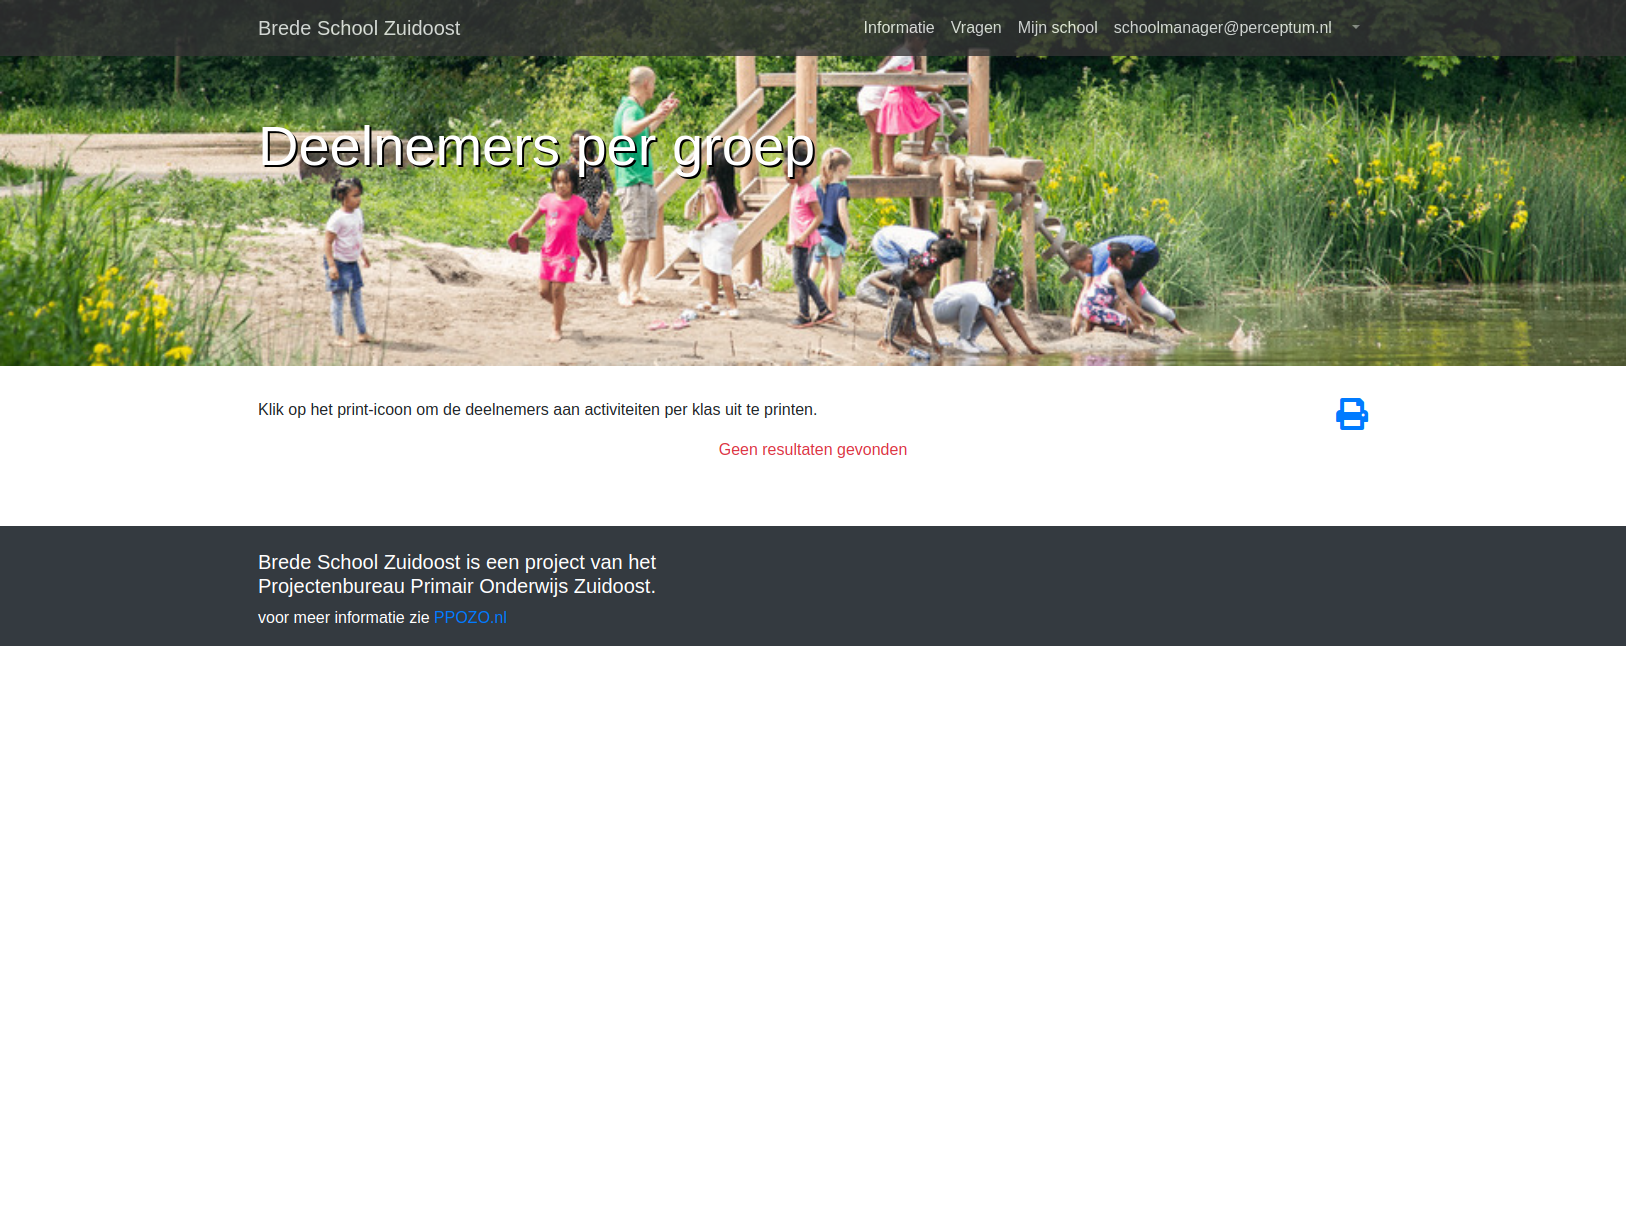 Brede School Zuidoost
Informatie Vragen Mijn school schoolmanager@perceptum.nl
Deelnemers per groep
Klik op het print-icoon om de deelnemers aan activiteiten per klas uit te printen.
Geen resultaten gevonden
Brede School Zuidoost is een project van het
Projectenbureau Primair Onderwijs Zuidoost.
voor meer informatie zie PPOZO.nl